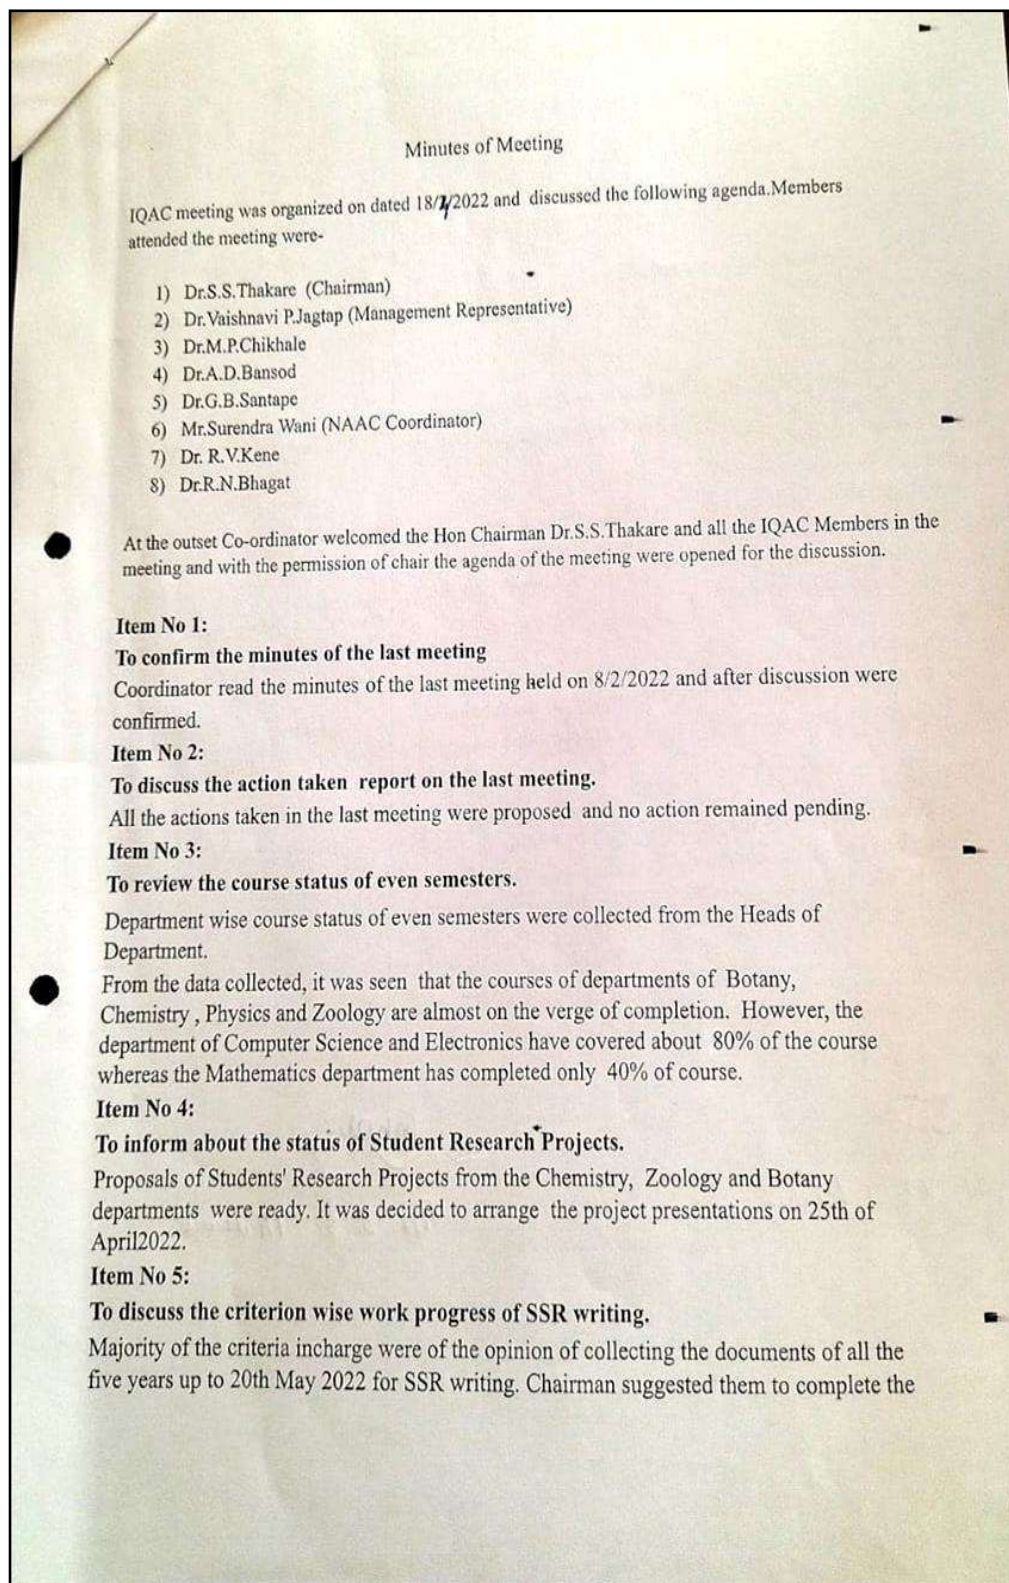 Minutes of Meeting
IQAC meeting was organized on dated 18/ /2022 and discussed the following agenda.Members
attended the meeting were-
1) Dr.S.S.Thakare (Chairman)
2) Dr.Vaishnavi P.Jagtap (Management Representative)
3) Dr.M.P.Chikhale
4) Dr.A.D.Bansod
5) Dr.G.B.Santape
6) Mr.Surendra Wani (NAAC Coordinator)
7) Dr. R.V.Kene
8) Dr.R.N.Bhagat
At the outset Co-ordinator welcomed the Hon Chairman Dr.S.S.Thakare and all the IQAC Members in the
meeting and with the permission of chair the agenda of the meeting were opened for the discussion.
Item No 1:
To confirm the minutes of the last meeting
Coordinator read the minutes of the last meeting held on 8/2/2022 and after discussion were
confirmed.
Item No 2:
To discuss the action taken report on the last meeting.
All the actions taken in the last meeting were proposed and no action remained pending.
Item No 3:
To review the course status of even semesters.
Department wise course status of even semesters were collected from the Heads of
Department.
From the data collected, it was seen that the courses of departments of Botany,
Chemistry , Physics and Zoology are almost on the verge of completion. However, the
department of Computer Science and Electronics have covered about 80% of the course
whereas the Mathematics department has completed only 40% of course.
Item No 4:
To inform about the status of Student Research Projects.
Proposals of Students' Research Projects from the Chemistry, Zoology and Botany
departments were ready. It was decided to arrange the project presentations on 25th of
April2022.
Item No 5:
To discuss the criterion wise work progress of SSR writing.
Majority of the criteria incharge were of the opinion of collecting the documents of all the
five years up to 20th May 2022 for SSR writing. Chairman suggested them to complete the